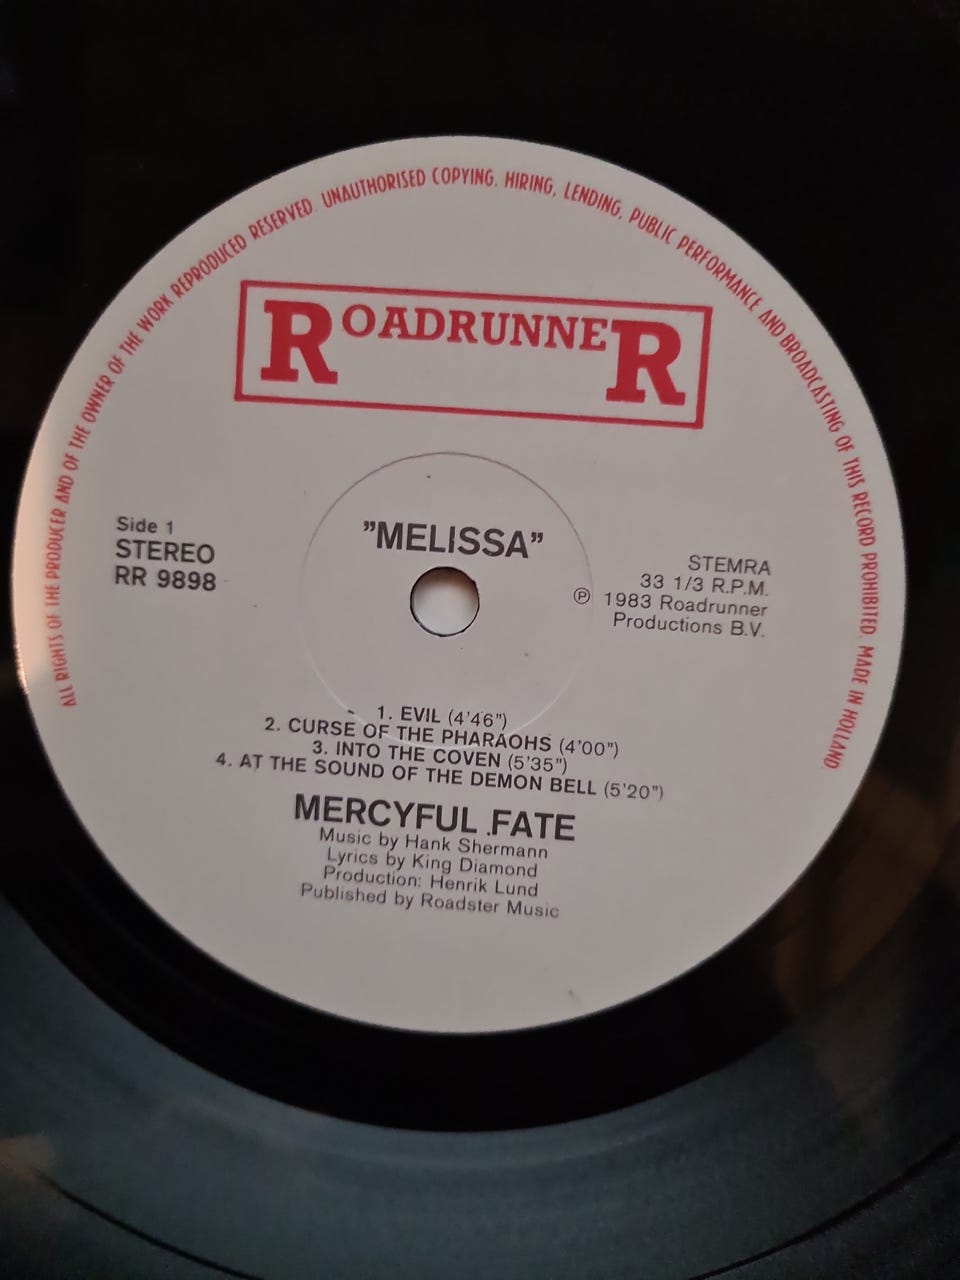 ALL RIGHTS OF THE PRODUCER AND OF THE OWNER OF THE WORK REPRODUCED RESERVED. UNAUTHORISED COPYING, HIRING, LENDING, PUBLIC PERFORMANCE AND BROADCASTING OF THIS RECORD PROHIBITED. MADE IN HOLLAND.
ROADRUNNER
"MELISSA"
Side 1
STEREO
RR 9898
STEMRA
33 1/3 R.P.M.
℗ 1983 Roadrunner
Productions B.V.
1. EVIL (4'46")
2. CURSE OF THE PHARAOHS (4'00")
3. INTO THE COVEN (5'35")
4. AT THE SOUND OF THE DEMON BELL (5'20")
MERCYFUL FATE
Music by Hank Shermann
Lyrics by King Diamond
Production: Henrik Lund
Published by Roadster Music